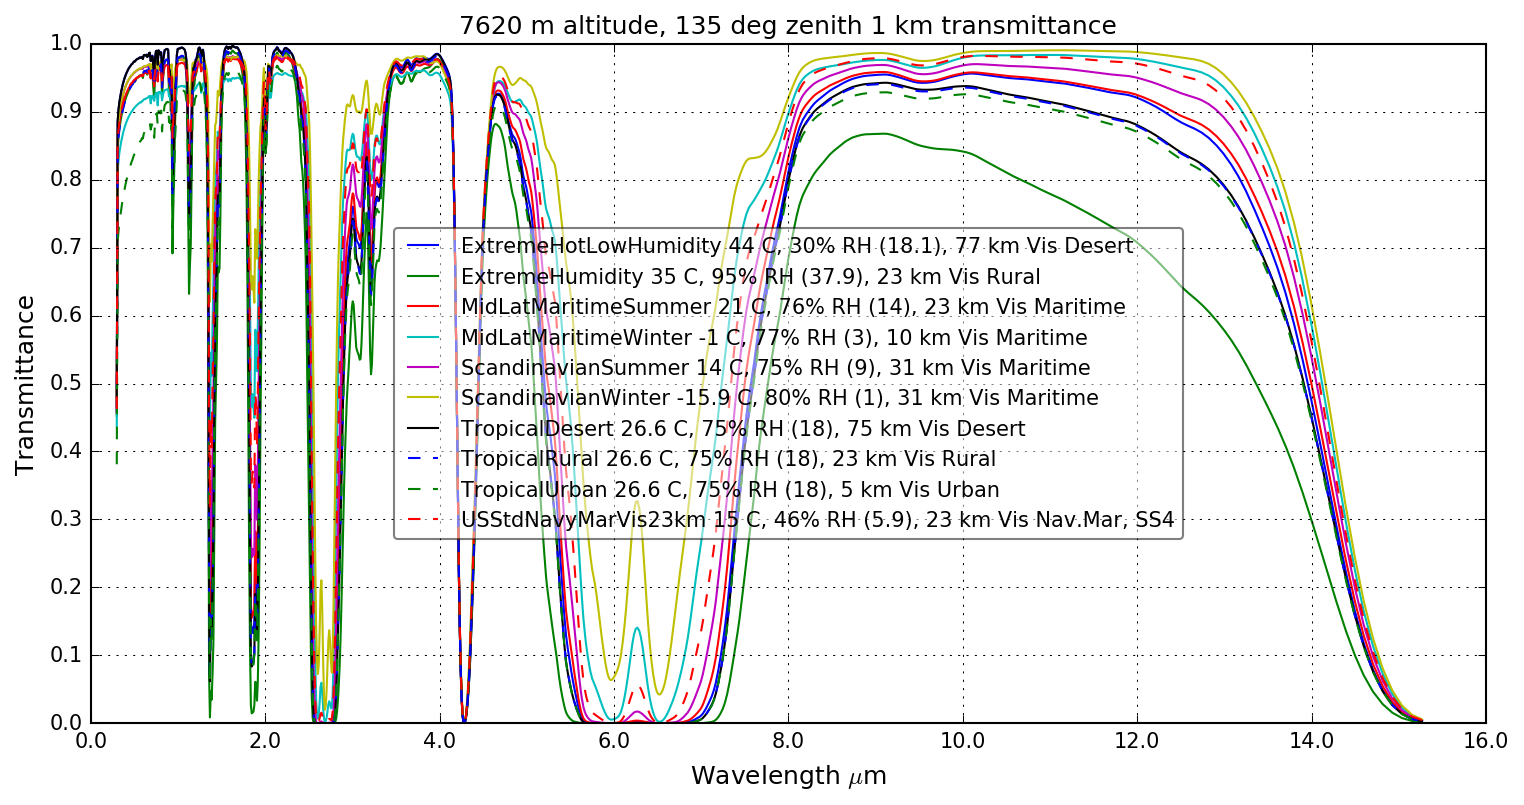 7620 m altitude, 135 deg zenith 1 km transmittance
1.0
0.9
0.8
0.7
0.6
0.5
0.4
0.3
0.2
0.1
0.0
Transmittance
ExtremeHotLowHumidity 44 C, 30% RH (18.1), 77 km Vis Desert
ExtremeHumidity 35 C, 95% RH (37.9), 23 km Vis Rural
MidLatMaritimeSummer 21 C, 76% RH (14), 23 km Vis Maritime
MidLatMaritimeWinter -1 C, 77% RH (3), 10 km Vis Maritime
ScandinavianSummer 14 C, 75% RH (9), 31 km Vis Maritime
ScandinavianWinter -15.9 C, 80% RH (1), 31 km Vis Maritime
TropicalDesert 26.6 C, 75% RH (18), 75 km Vis Desert
TropicalRural 26.6 C, 75% RH (18), 23 km Vis Rural
TropicalUrban 26.6 C, 75% RH (18), 5 km Vis Urban
USStdNavyMarVis23km 15 C, 46% RH (5.9), 23 km Vis Nav.Mar, SS4
0.0 2.0 4.0 6.0 8.0 10.0 12.0 14.0 16.0
Wavelength μm